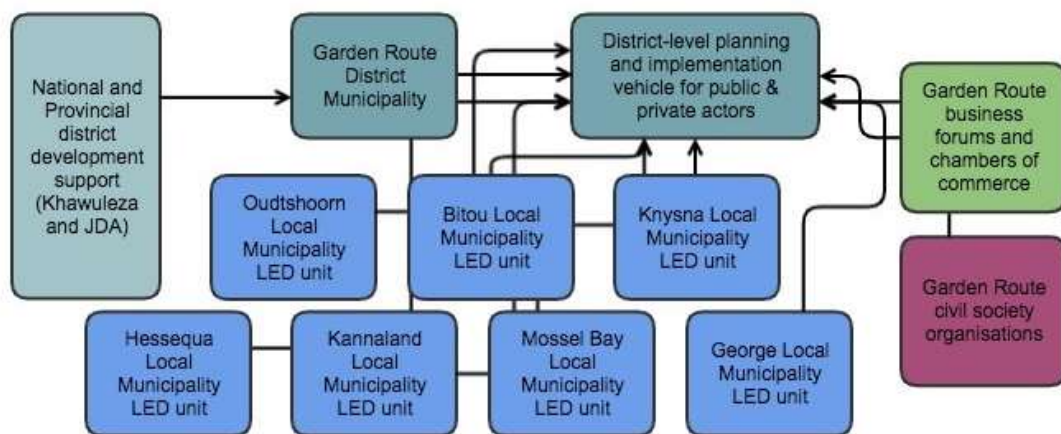 National and
Provincial
district
development
support
(Khawuleza
and JDA)
Garden Route
District
Municipality
District-level planning
and implementation
vehicle for public &
private actors
Garden Route
business
forums and
chambers of
commerce
Oudtshoorn
Local
Municipality
LED unit
Bitou Local
Municipality
LED unit
Knysna Local
Municipality
LED unit
Garden Route
civil society
organisations
Hessequa
Local
Municipality
LED unit
Kannaland
Local
Municipality
LED unit
Mossel Bay
Local
Municipality
LED unit
George Local
Municipality
LED unit